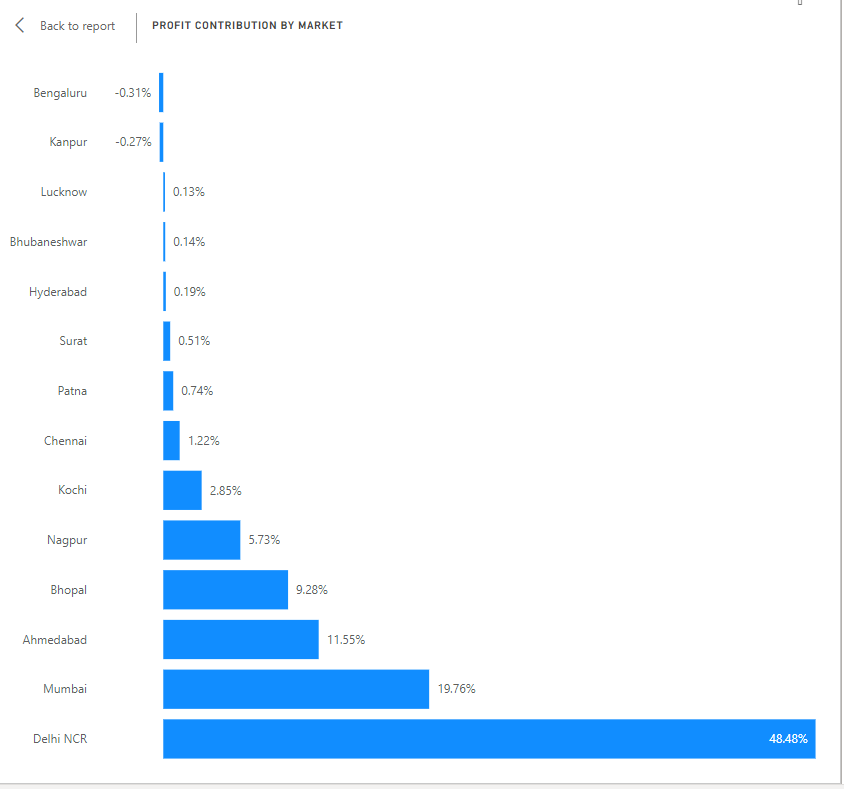 Back to report
PROFIT CONTRIBUTION BY MARKET
Bengaluru -0.31%
Kanpur -0.27%
Lucknow 0.13%
Bhubaneshwar 0.14%
Hyderabad 0.19%
Surat 0.51%
Patna 0.74%
Chennai 1.22%
Kochi 2.85%
Nagpur 5.73%
Bhopal 9.28%
Ahmedabad 11.55%
Mumbai 19.76%
Delhi NCR 48.48%